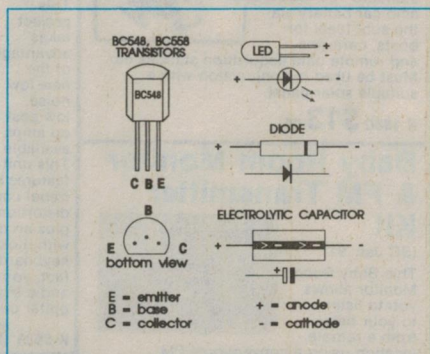 BC548, BC558
TRANSISTORS
BC548
C B E
B
E C
bottom view
E = emitter
B = base
C = collector
LED
+ -
DIODE
+ -
ELECTROLYTIC CAPACITOR
+ -
+
+ = anode
- = cathode